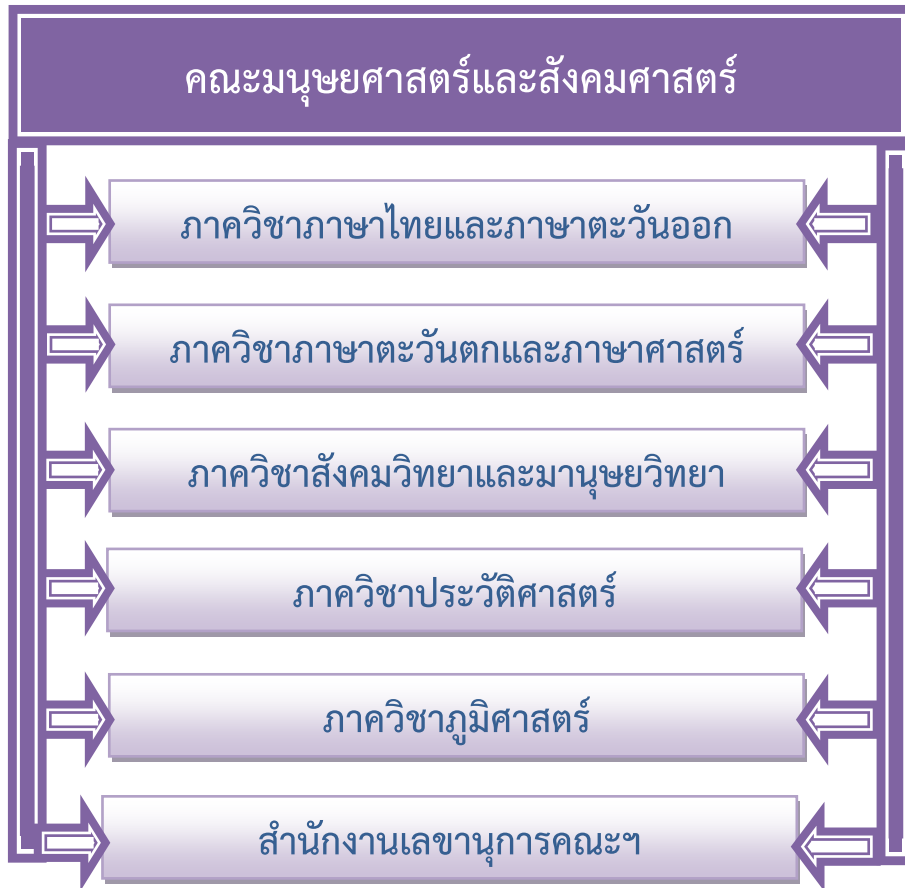 คณะมนุษยศาสตร์และสังคมศาสตร์
ภาควิชาภาษาไทยและภาษาตะวันออก
ภาควิชาภาษาตะวันตกและภาษาศาสตร์
ภาควิชาสังคมวิทยาและมานุษยวิทยา
ภาควิชาประวัติศาสตร์
ภาควิชาภูมิศาสตร์
สำนักงานเลขานุการคณะฯ